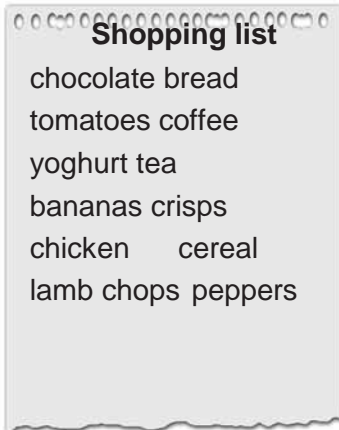 Shopping list
chocolate bread
tomatoes coffee
yoghurt tea
bananas crisps
chicken cereal
lamb chops peppers